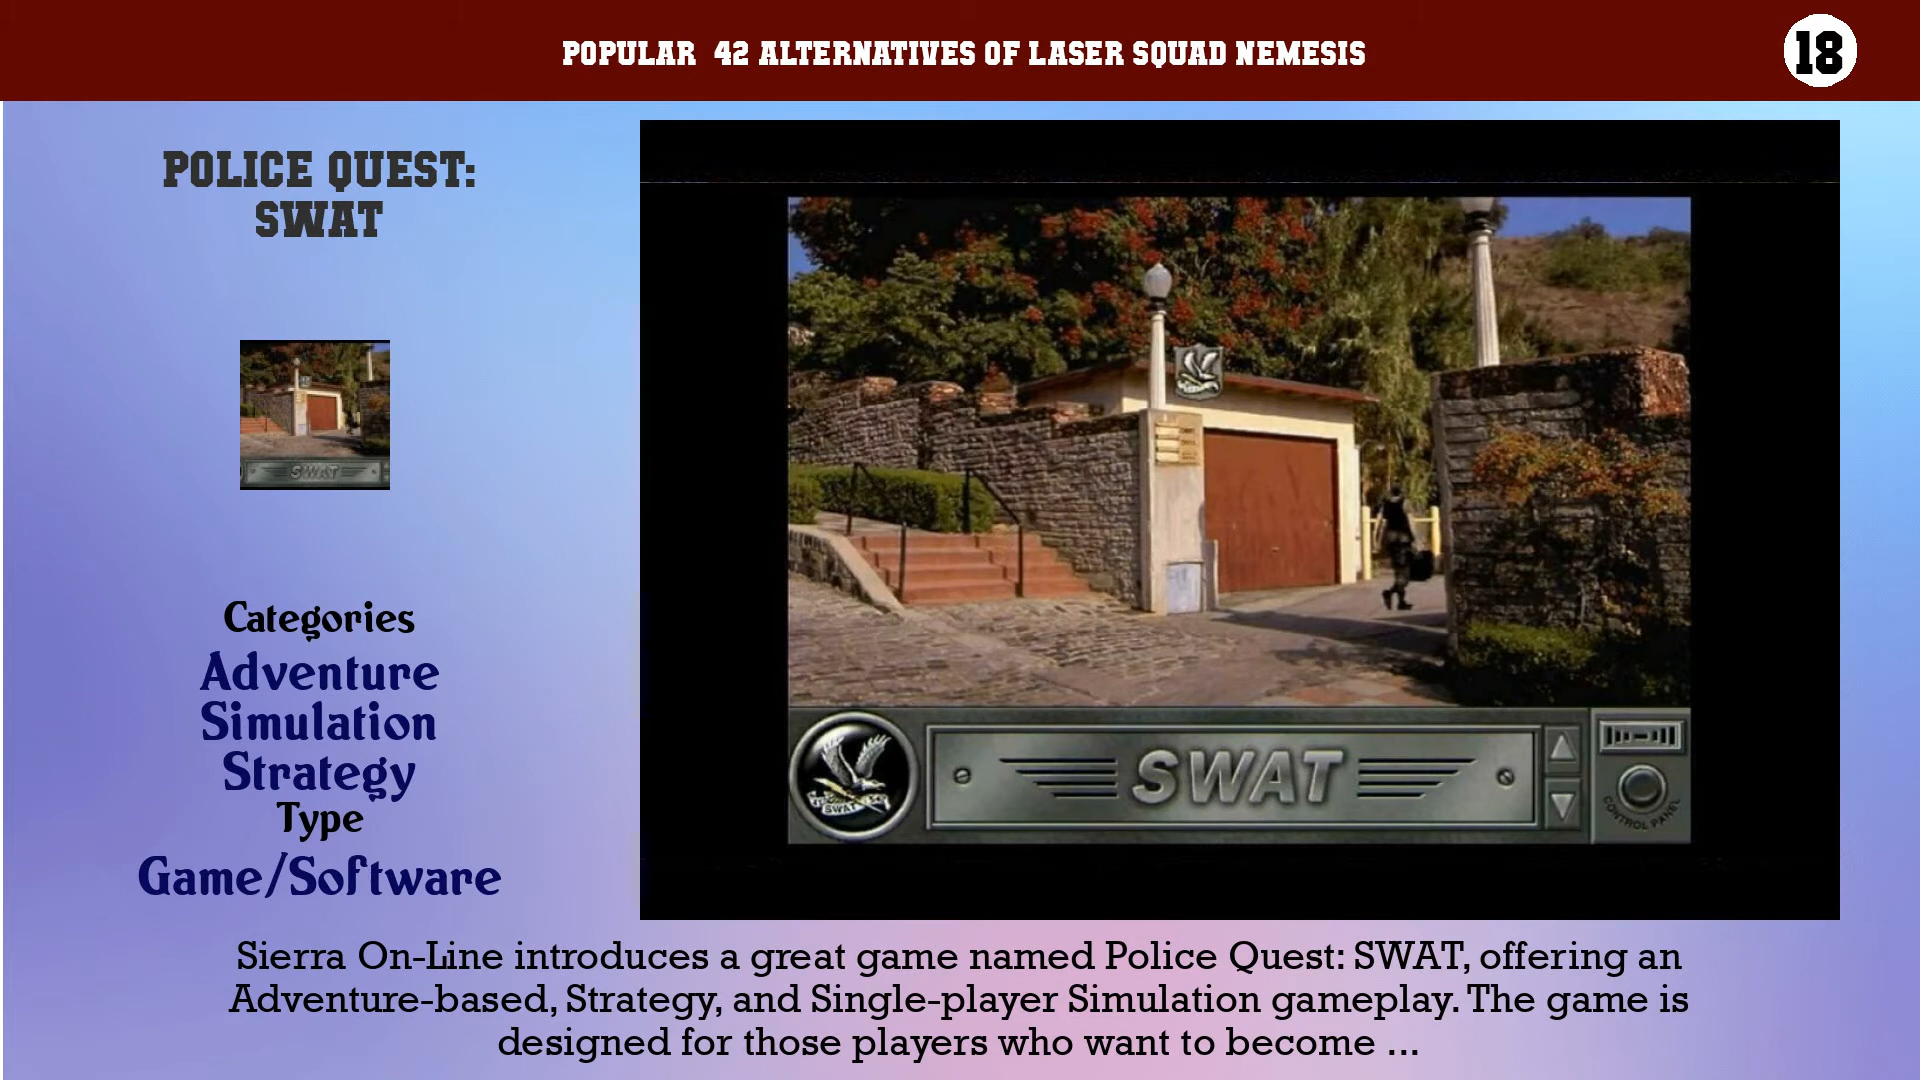 POPULAR 42 ALTERNATIVES OF LASER SQUAD NEMESIS
18
POLICE QUEST:
SWAT
SWAT
Categories
Adventure
Simulation
Strategy
Type
Game/Software
SWAT
SWAT
CONTROL PANEL
Sierra On-Line introduces a great game named Police Quest: SWAT, offering an
Adventure-based, Strategy, and Single-player Simulation gameplay. The game is
designed for those players who want to become ...